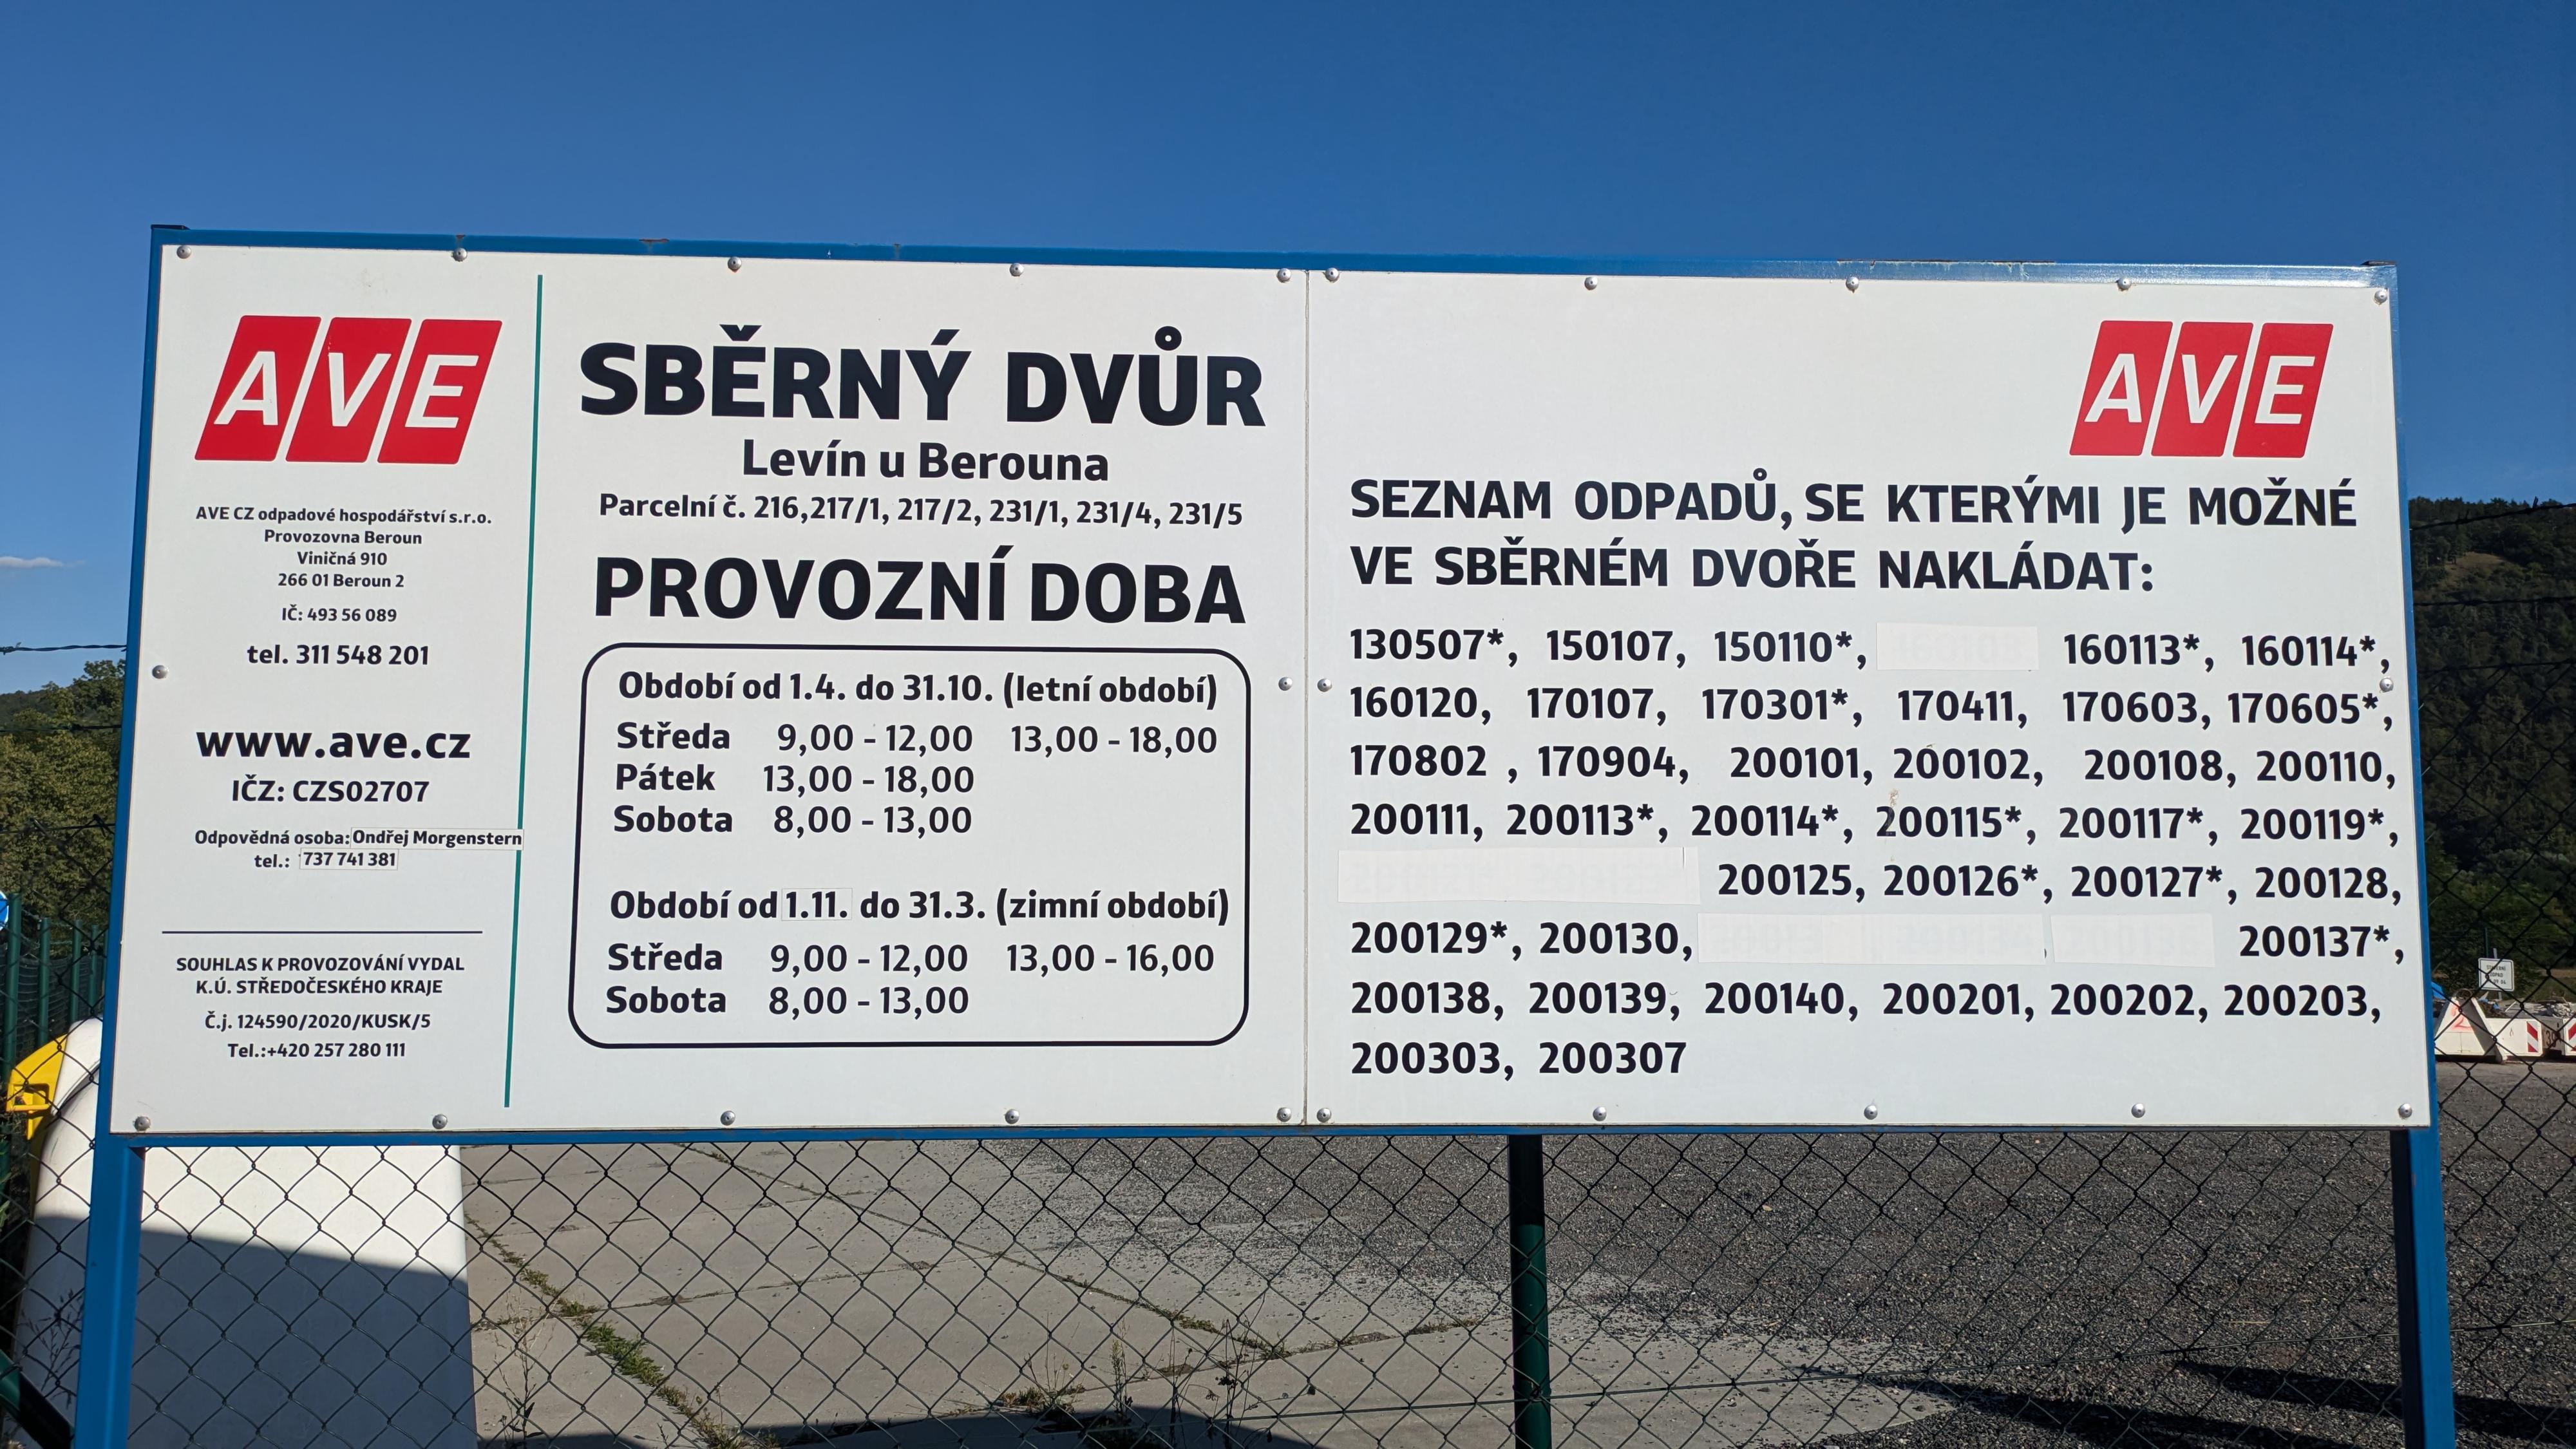 AVE
AVE CZ odpadové hospodářství s.r.o.
Provozovna Beroun
Viničná 910
266 01 Beroun 2
IČ: 493 56 089
tel. 311 548 201
www.ave.cz
IČZ: CZS02707
Odpovědná osoba: Ondřej Morgenstern
tel.: 737 741 381
SOUHLAS K PROVOZOVÁNÍ VYDAL
K.Ú. STŘEDOČESKÉHO KRAJE
Č.j. 124590/2020/KUSK/5
Tel.:+420 257 280 111
SBĚRNÝ DVŮR
Levín u Berouna
Parcelní č. 216,217/1, 217/2, 231/1, 231/4, 231/5
PROVOZNÍ DOBA
Období od 1.4. do 31.10. (letní období)
Středa 9,00 - 12,00 13,00 - 18,00
Pátek 13,00 - 18,00
Sobota 8,00 - 13,00
Období od 1.11. do 31.3. (zimní období)
Středa 9,00 - 12,00 13,00 - 16,00
Sobota 8,00 - 13,00
AVE
SEZNAM ODPADŮ, SE KTERÝMI JE MOŽNÉ
VE SBĚRNÉM DVOŘE NAKLÁDAT:
130507*, 150107, 150110*, 160113*, 160114*,
160120, 170107, 170301*, 170411, 170603, 170605*,
170802 , 170904, 200101, 200102, 200108, 200110,
200111, 200113*, 200114*, 200115*, 200117*, 200119*,
200125, 200126*, 200127*, 200128,
200129*, 200130, 200137*,
200138, 200139, 200140, 200201, 200202, 200203,
200303, 200307